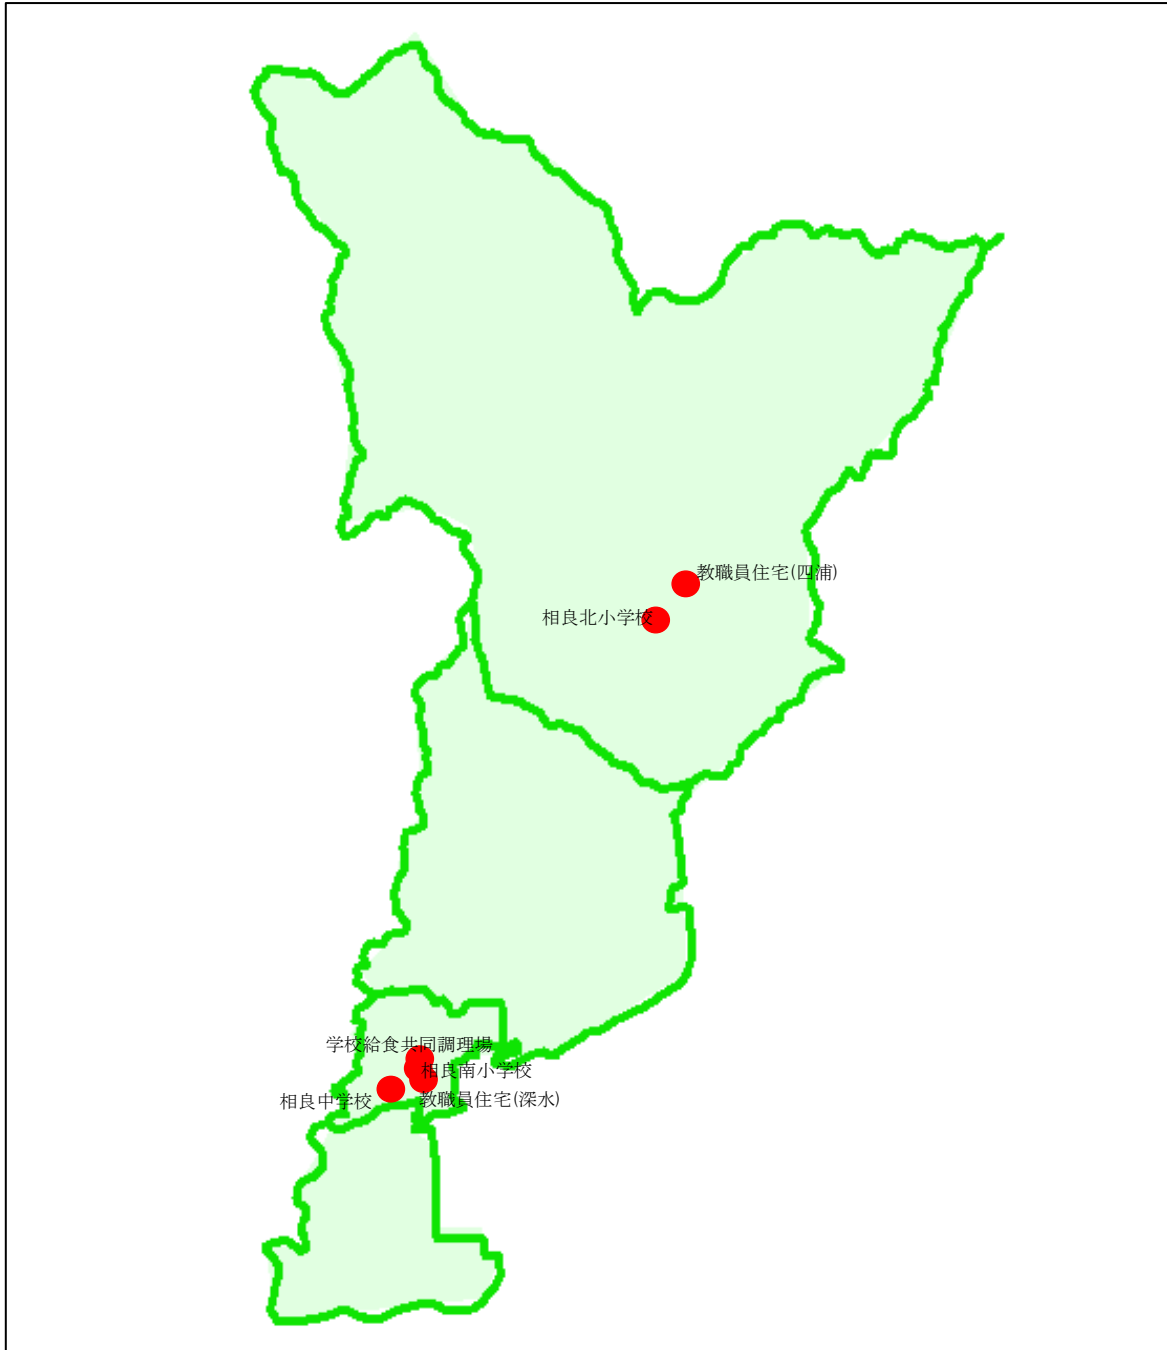 教職員住宅(四浦)
相良北小学校
学校給食共同調理場
相良南小学校
教職員住宅(深水)
相良中学校